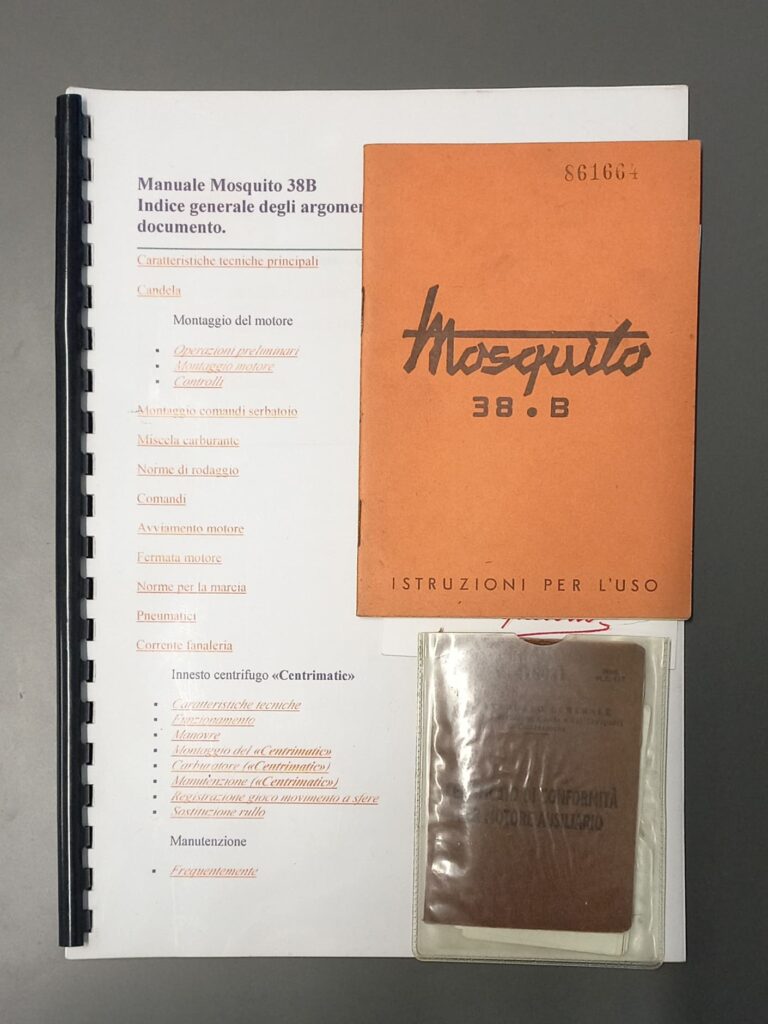 Manuale Mosquito 38B
Indice generale degli argomen
documento.
Caratteristiche tecniche principali
Candela
Montaggio del motore
Operazioni preliminari
Montaggio motore
Controlli
Montaggio comandi serbatoio
Miscela carburante
Norme di rodaggio
Comandi
Avviamento motore
Fermata motore
Norme per la marcia
Pneumatici
Corrente fanaleria
Innesto centrifugo «Centrimatic»
Caratteristiche tecniche
Funzionamento
Manovre
Montaggio del «Centrimatic»
Carburatore («Centrimatic»)
Manutenzione («Centrimatic»)
Registrazione gioco movimento a sfere
Sostituzione rullo
Manutenzione
Frequentemente
861664
Mosquito
38.B
ISTRUZIONI PER L'USO
DI CONFORMITÀ
MOTORE AUSILIARIO